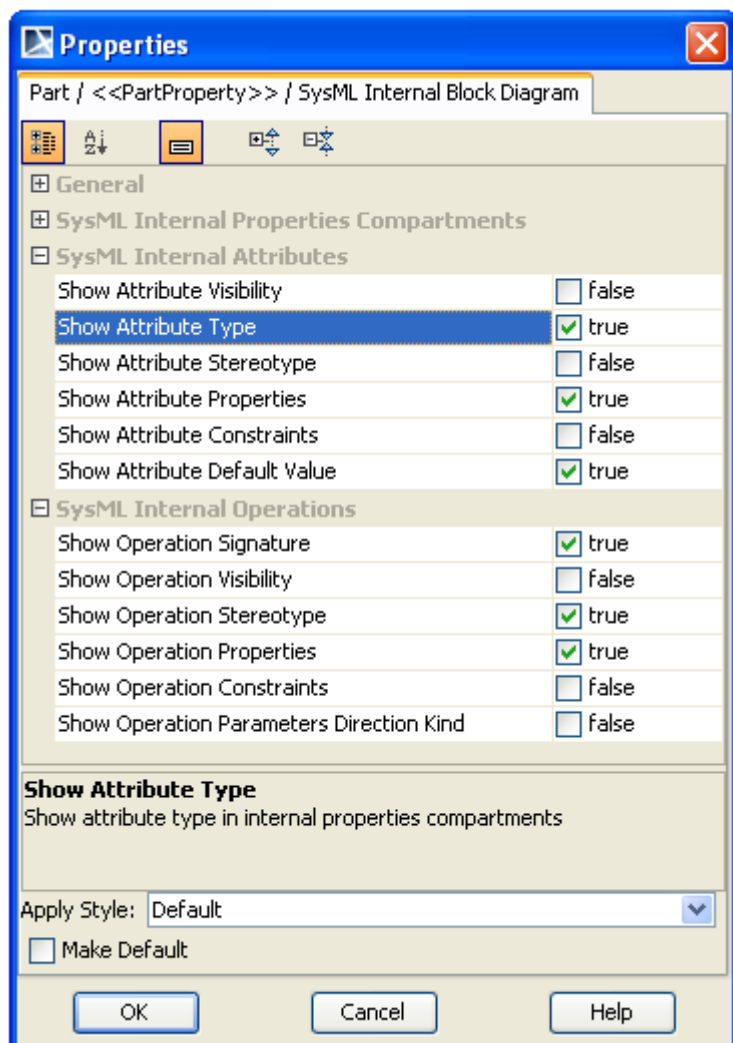 Properties
Part / <<PartProperty>> / SysML Internal Block Diagram
General
SysML Internal Properties Compartments
SysML Internal Attributes
Show Attribute Visibility false
Show Attribute Type true
Show Attribute Stereotype false
Show Attribute Properties true
Show Attribute Constraints false
Show Attribute Default Value true
SysML Internal Operations
Show Operation Signature true
Show Operation Visibility false
Show Operation Stereotype true
Show Operation Properties true
Show Operation Constraints false
Show Operation Parameters Direction Kind false
Show Attribute Type
Show attribute type in internal properties compartments
Apply Style: Default
Make Default
OK Cancel Help